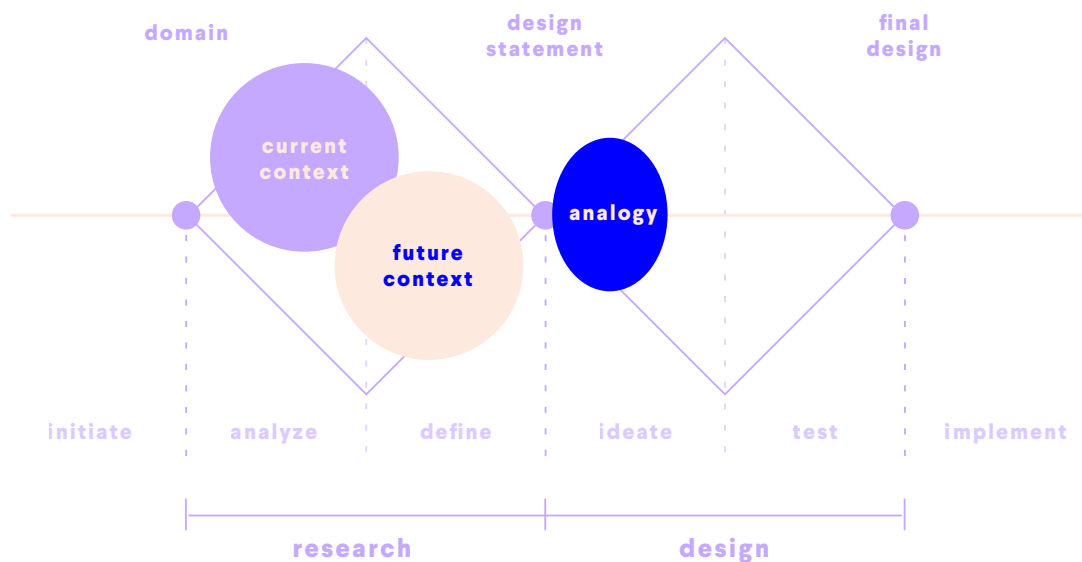 domain
design
statement
final
design
current
context
analogy
future
context
initiate
analyze
define
ideate
test
implement
research
design